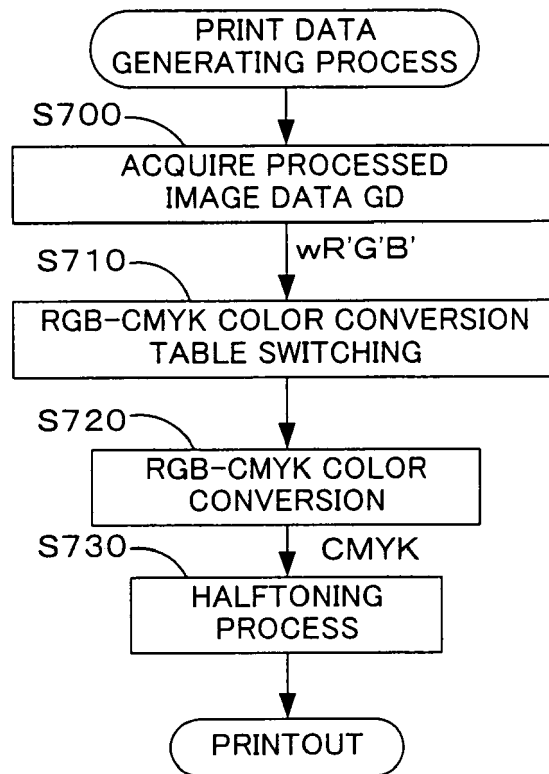 PRINT DATA
GENERATING PROCESS
S700
ACQUIRE PROCESSED
IMAGE DATA GD
wR'G'B'
S710
RGB-CMYK COLOR CONVERSION
TABLE SWITCHING
S720
RGB-CMYK COLOR
CONVERSION
S730
CMYK
HALFTONING
PROCESS
PRINTOUT